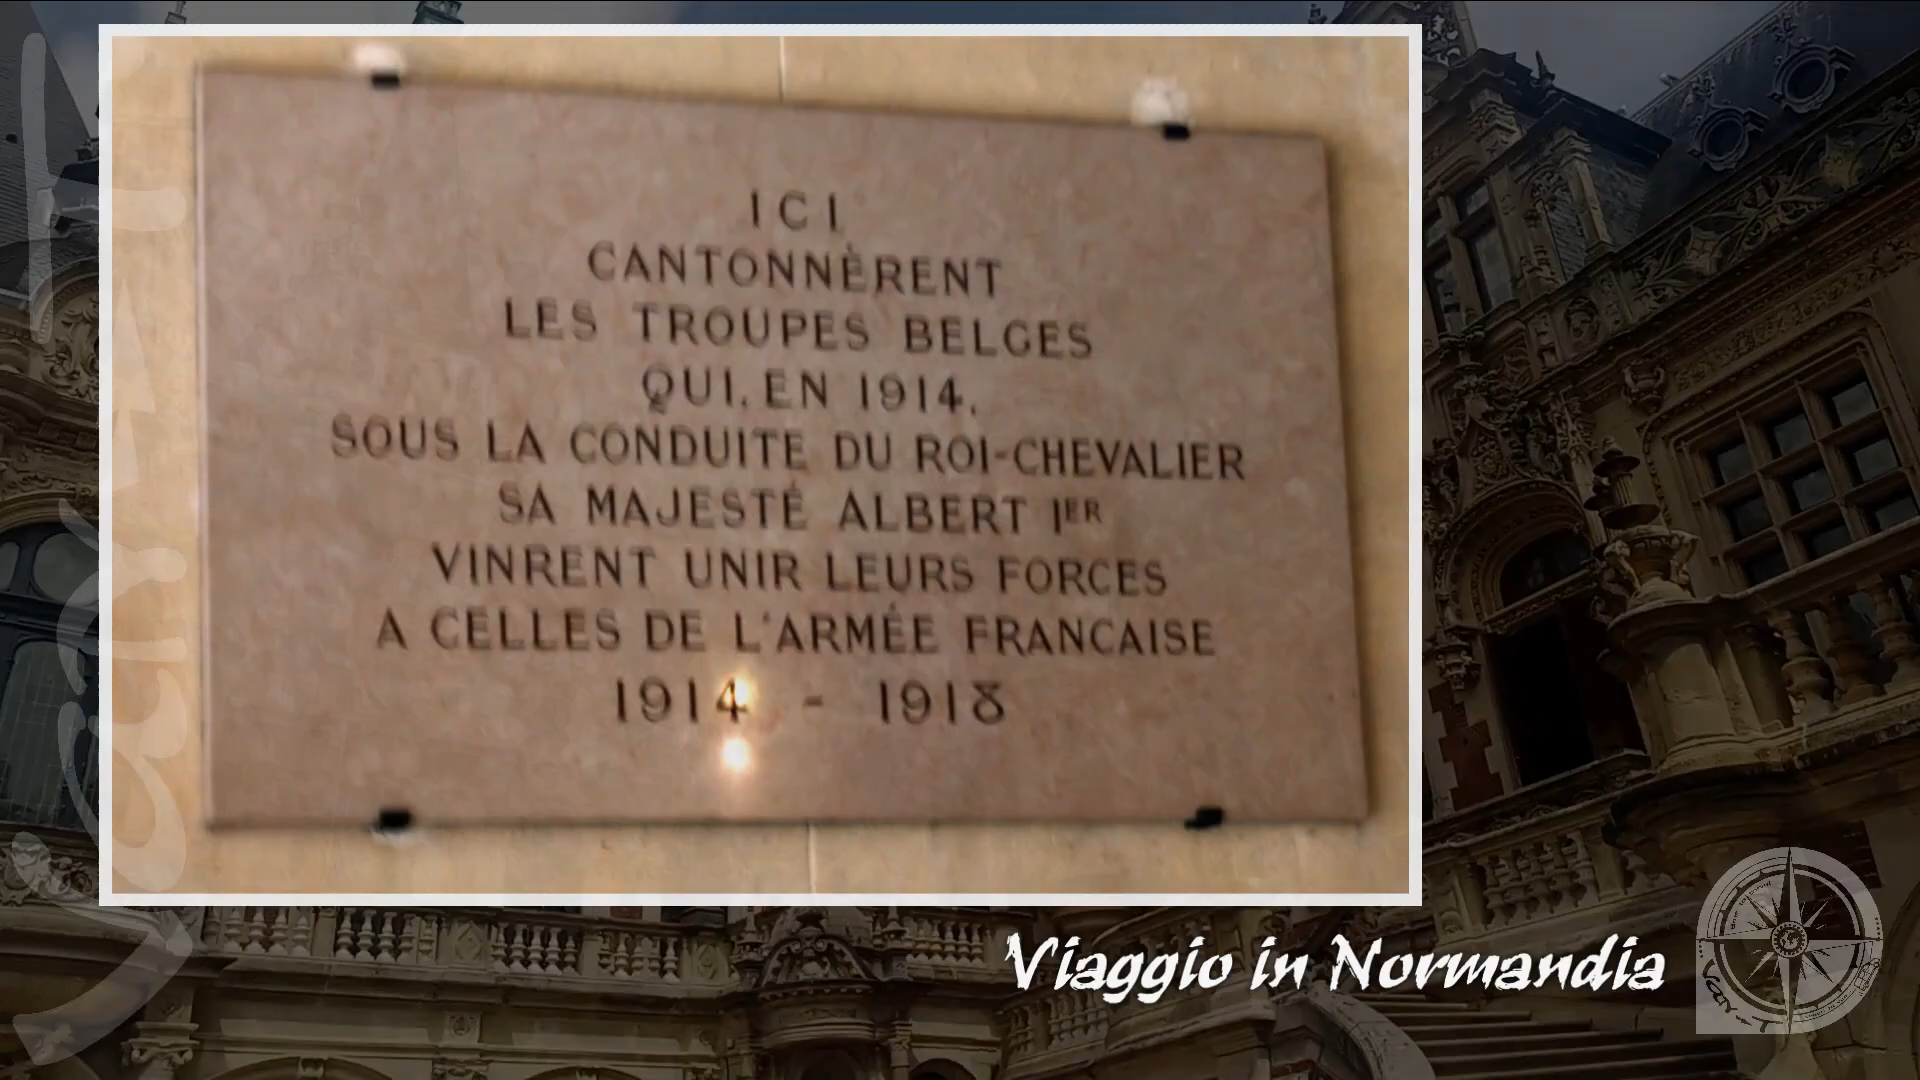 ICI
CANTONNÈRENT
LES TROUPES BELGES
QUI, EN 1914,
SOUS LA CONDUITE DU ROI-CHEVALIER
SA MAJESTÉ ALBERT IER
VINRENT UNIR LEURS FORCES
A CELLES DE L'ARMÉE FRANCAISE
1914 - 1918
Viaggio in Normandia